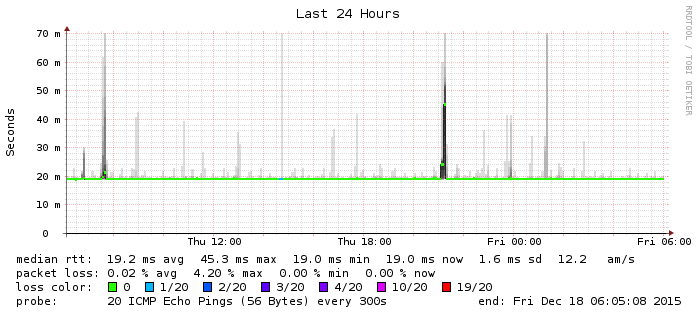 Last 24 Hours
RRDTOOL / TOBI OETIKER
Seconds
70 m
60 m
50 m
40 m
30 m
20 m
10 m
0
Thu 12:00 Thu 18:00 Fri 00:00 Fri 06:00
median rtt: 19.2 ms avg 45.3 ms max 19.0 ms min 19.0 ms now 1.6 ms sd 12.2 am/s
packet loss: 0.02 % avg 4.20 % max 0.00 % min 0.00 % now
loss color: 0 1/20 2/20 3/20 4/20 10/20 19/20
probe: 20 ICMP Echo Pings (56 Bytes) every 300s end: Fri Dec 18 06:05:08 2015